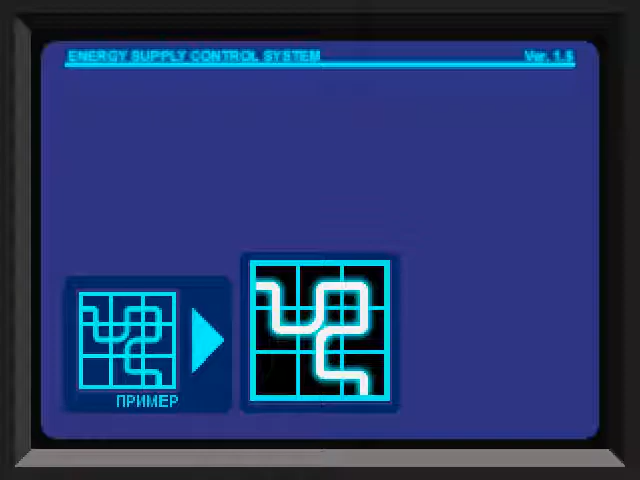 ENERGY SUPPLY CONTROL SYSTEM
Ver. 1.5
ПРИМЕР